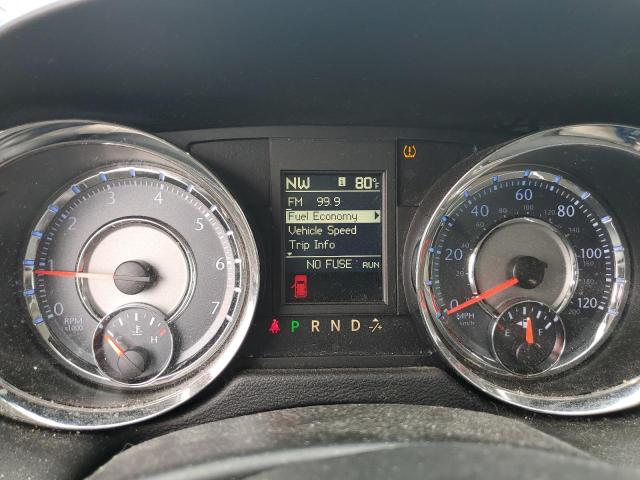 NW i 80°F
FM 99.9
Fuel Economy
Vehicle Speed
Trip Info
NO FUSE RUN
P R N D
0 1 2 3 4 5 6 7
RPM
x1000
C H
0 20 40 60 80 100 120
MPH
km/h
E F